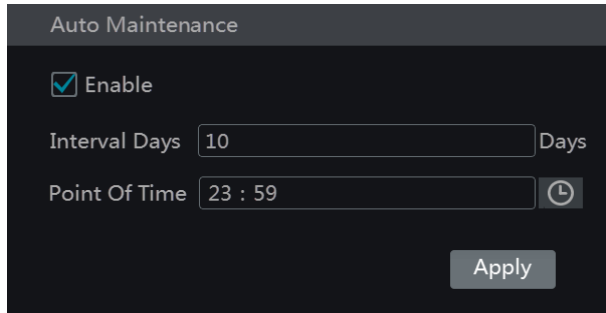 Auto Maintenance
Enable
Interval Days 10 Days
Point Of Time 23 : 59
Apply